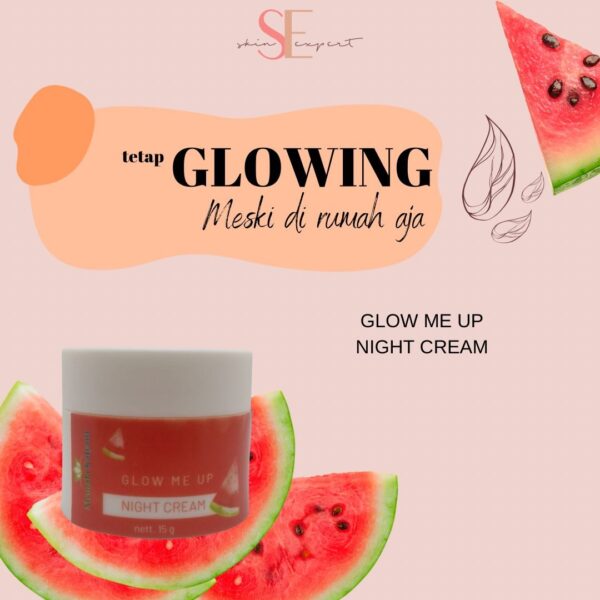 SE
skin expert
tetap GLOWING
Meski di rumah aja
GLOW ME UP
NIGHT CREAM
GLOW ME UP
NIGHT CREAM
nett. 15 g